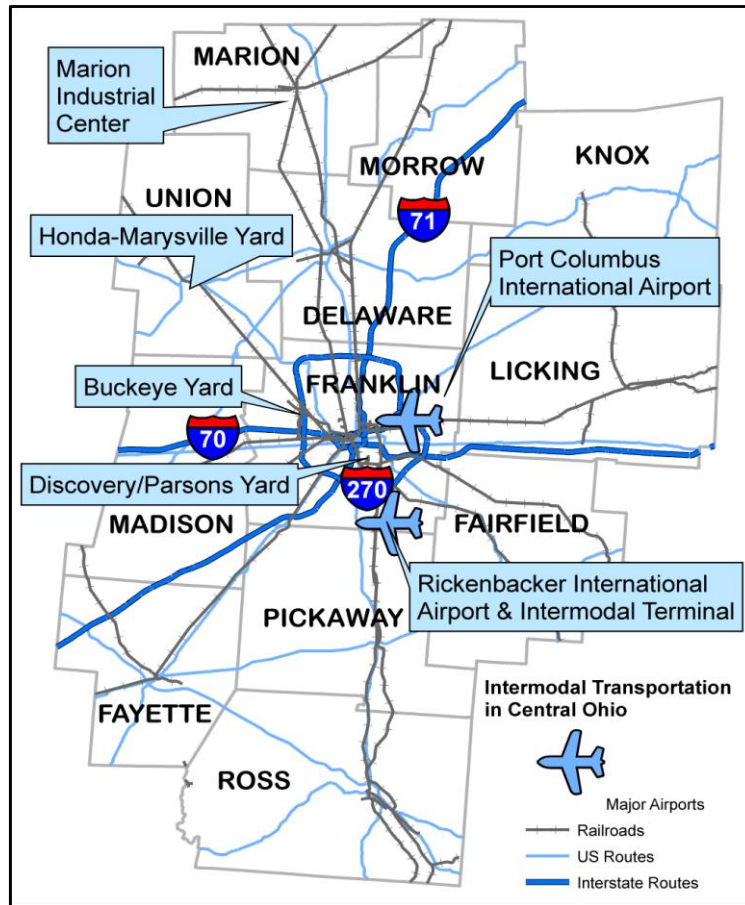 MARION
Marion
Industrial
Center
MORROW
KNOX
UNION
71
Honda-Marysville Yard
Port Columbus
International Airport
DELAWARE
LICKING
FRANKLIN
Buckeye Yard
70
Discovery/Parsons Yard
270
MADISON
FAIRFIELD
Rickenbacker International
Airport & Intermodal Terminal
PICKAWAY
Intermodal Transportation
in Central Ohio
FAYETTE
ROSS
Major Airports
Railroads
US Routes
Interstate Routes